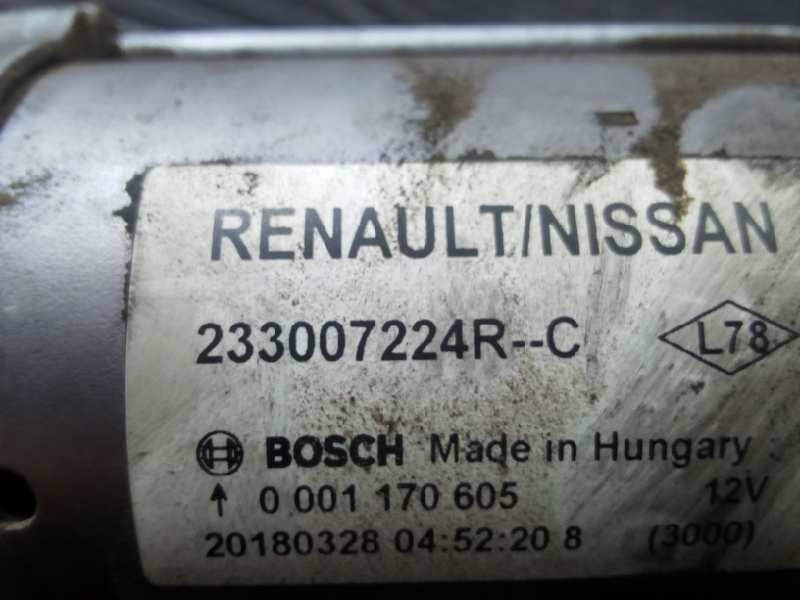 RENAULT/NISSAN
233007224R--C L78
BOSCH Made in Hungary
↑ 0 001 170 605 12V
20180328 04:52:20 8 (3000)